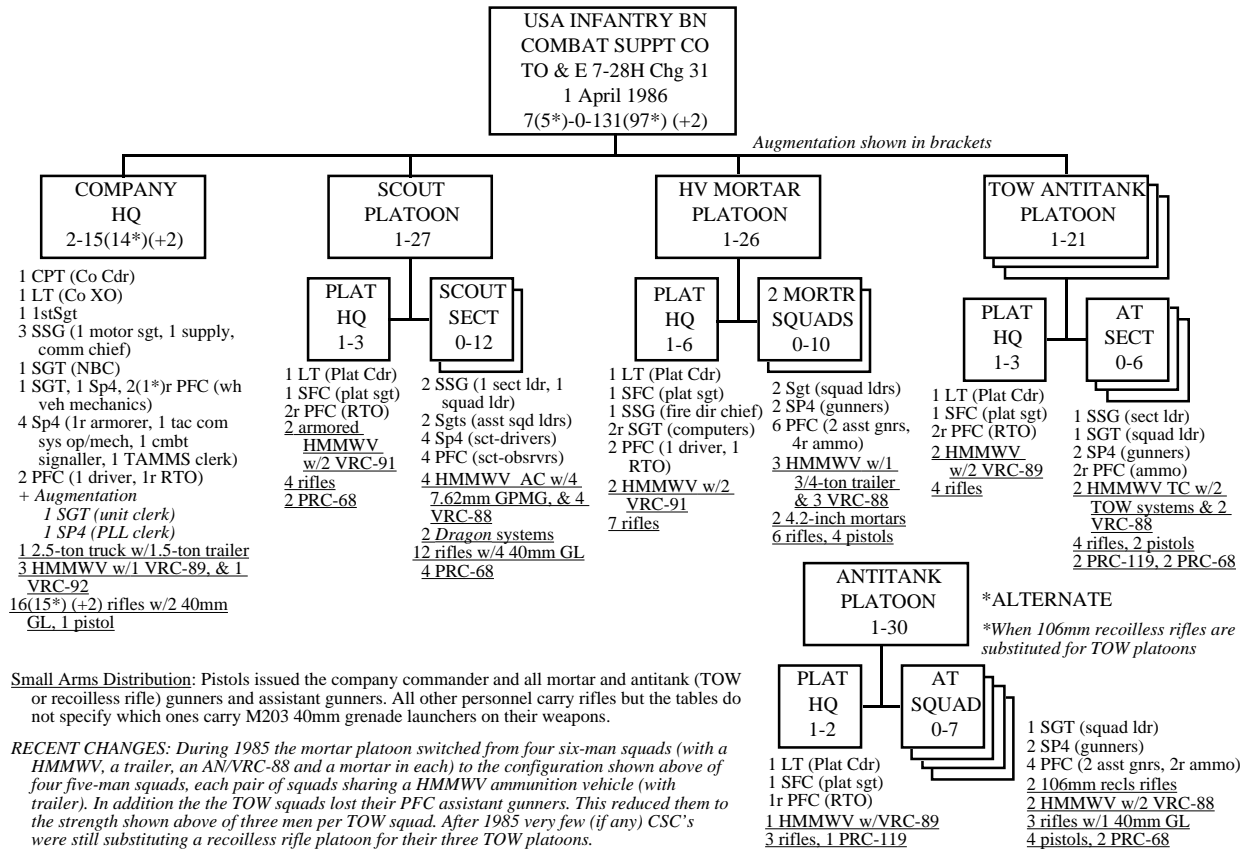 USA INFANTRY BN
COMBAT SUPPT CO
TO & E 7-28H Chg 31
1 April 1986
7(5*)-0-131(97*) (+2)
Augmentation shown in brackets
COMPANY
HQ
2-15(14*)(+2)
1 CPT (Co Cdr)
1 LT (Co XO)
1 1stSgt
3 SSG (1 motor sgt, 1 supply,
comm chief)
1 SGT (NBC)
1 SGT, 1 Sp4, 2(1*)r PFC (wh
veh mechanics)
4 Sp4 (1r armorer, 1 tac com
sys op/mech, 1 cmbt
signaller, 1 TAMMS clerk)
2 PFC (1 driver, 1r RTO)
+ Augmentation
1 SGT (unit clerk)
1 SP4 (PLL clerk)
1 2.5-ton truck w/1.5-ton trailer
3 HMMWV w/1 VRC-89, & 1
VRC-92
16(15*) (+2) rifles w/2 40mm
GL, 1 pistol
SCOUT
PLATOON
1-27
PLAT
HQ
1-3
1 LT (Plat Cdr)
1 SFC (plat sgt)
2r PFC (RTO)
2 armored
HMMWV
w/2 VRC-91
4 rifles
2 PRC-68
SCOUT
SECT
0-12
2 SSG (1 sect ldr, 1
squad ldr)
2 Sgts (asst sqd ldrs)
4 Sp4 (sct-drivers)
4 PFC (sct-obsrvrs)
4 HMMWV AC w/4
7.62mm GPMG, & 4
VRC-88
2 Dragon systems
12 rifles w/4 40mm GL
4 PRC-68
HV MORTAR
PLATOON
1-26
PLAT
HQ
1-6
1 LT (Plat Cdr)
1 SFC (plat sgt)
1 SSG (fire dir chief)
2r SGT (computers)
2 PFC (1 driver, 1
RTO)
2 HMMWV w/2
VRC-91
7 rifles
2 MORTR
SQUADS
0-10
2 Sgt (squad ldrs)
2 SP4 (gunners)
6 PFC (2 asst gnrs,
4r ammo)
3 HMMWV w/1
3/4-ton trailer
& 3 VRC-88
2 4.2-inch mortars
6 rifles, 4 pistols
TOW ANTITANK
PLATOON
1-21
PLAT
HQ
1-3
1 LT (Plat Cdr)
1 SFC (plat sgt)
2r PFC (RTO)
2 HMMWV
w/2 VRC-89
4 rifles
AT
SECT
0-6
1 SSG (sect ldr)
1 SGT (squad ldr)
2 SP4 (gunners)
2r PFC (ammo)
2 HMMWV TC w/2
TOW systems & 2
VRC-88
4 rifles, 2 pistols
2 PRC-119, 2 PRC-68
ANTITANK
PLATOON
1-30
*ALTERNATE
*When 106mm recoilless rifles are
substituted for TOW platoons
PLAT
HQ
1-2
1 LT (Plat Cdr)
1 SFC (plat sgt)
1r PFC (RTO)
1 HMMWV w/VRC-89
3 rifles, 1 PRC-119
AT
SQUAD
0-7
1 SGT (squad ldr)
2 SP4 (gunners)
4 PFC (2 asst gnrs, 2r ammo)
2 106mm recls rifles
2 HMMWV w/2 VRC-88
3 rifles w/1 40mm GL
4 pistols, 2 PRC-68
Small Arms Distribution: Pistols issued the company commander and all mortar and antitank (TOW
or recoilless rifle) gunners and assistant gunners. All other personnel carry rifles but the tables do
not specify which ones carry M203 40mm grenade launchers on their weapons.
RECENT CHANGES: During 1985 the mortar platoon switched from four six-man squads (with a
HMMWV, a trailer, an AN/VRC-88 and a mortar in each) to the configuration shown above of
four five-man squads, each pair of squads sharing a HMMWV ammunition vehicle (with
trailer). In addition the the TOW squads lost their PFC assistant gunners. This reduced them to
the strength shown above of three men per TOW squad. After 1985 very few (if any) CSC's
were still substituting a recoilless rifle platoon for their three TOW platoons.